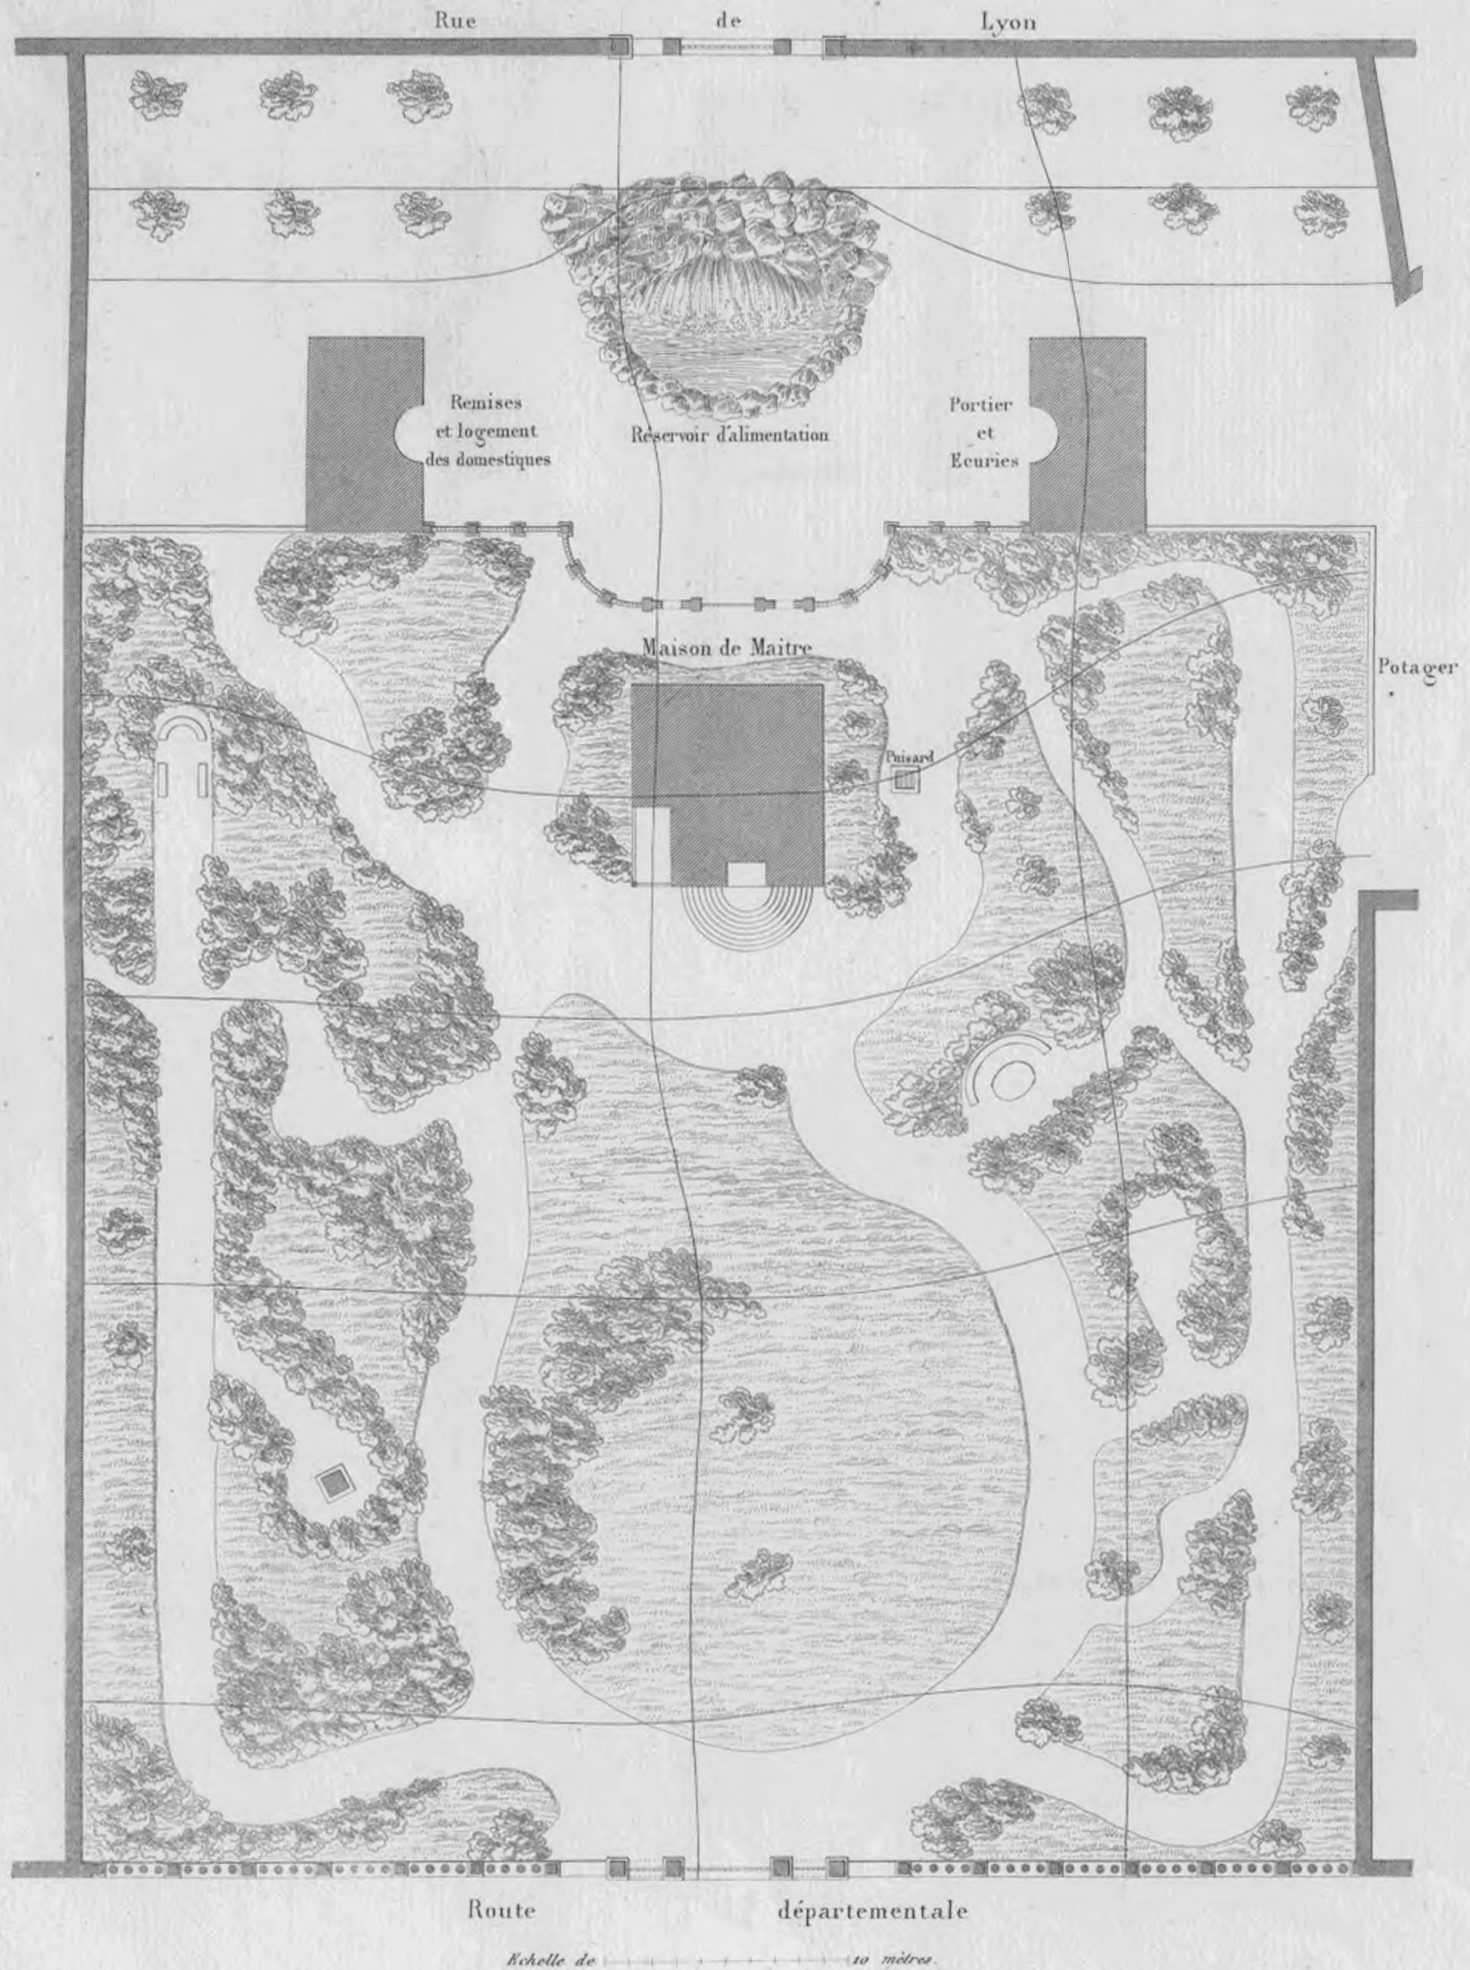 Rue de Lyon
Remises
et logement
des domestiques
Réservoir d'alimentation
Portier
et
Ecuries
Maison de Maitre
Potager
Puisard
Route départementale
Echelle de 10 mètres.